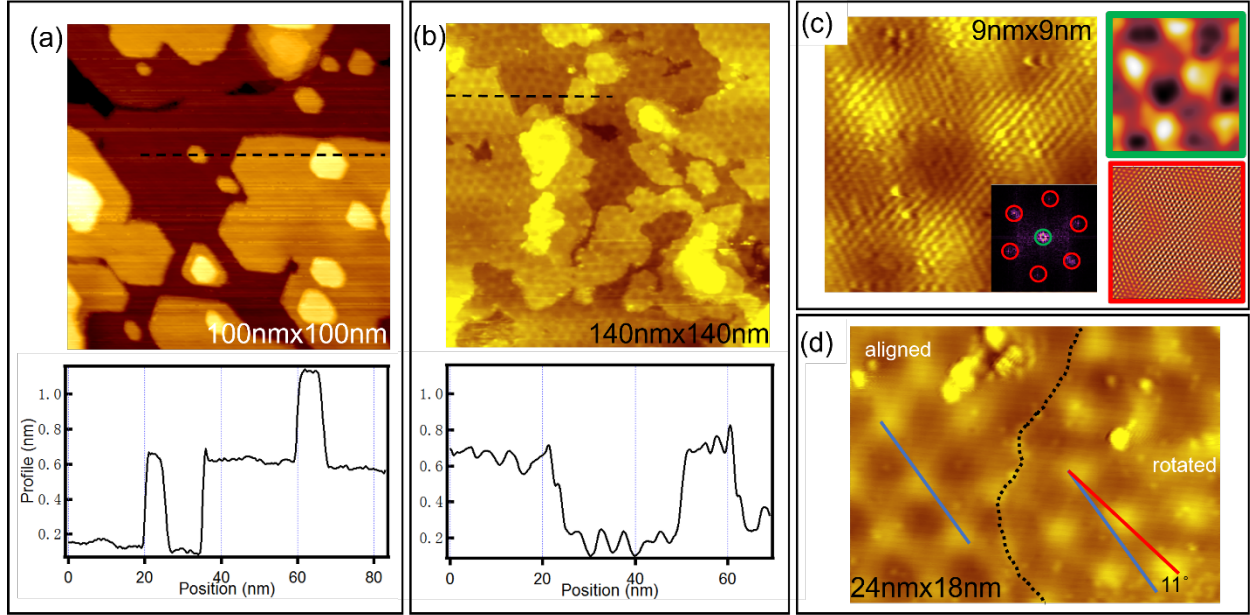 (a)
100nmx100nm
Profile (nm)
1.0
0.8
0.6
0.4
0.2
0
20
40
60
80
Position (nm)
(b)
140nmx140nm
1.0
0.8
0.6
0.4
0.2
0
20
40
60
Position (nm)
(c)
9nmx9nm
(d)
aligned
rotated
11°
24nmx18nm